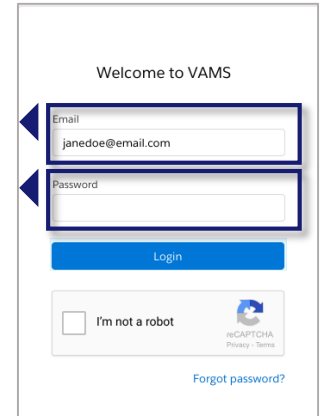 Welcome to VAMS
Email
janedoe@email.com
Password
Login
I'm not a robot
reCAPTCHA
Privacy - Terms
Forgot password?